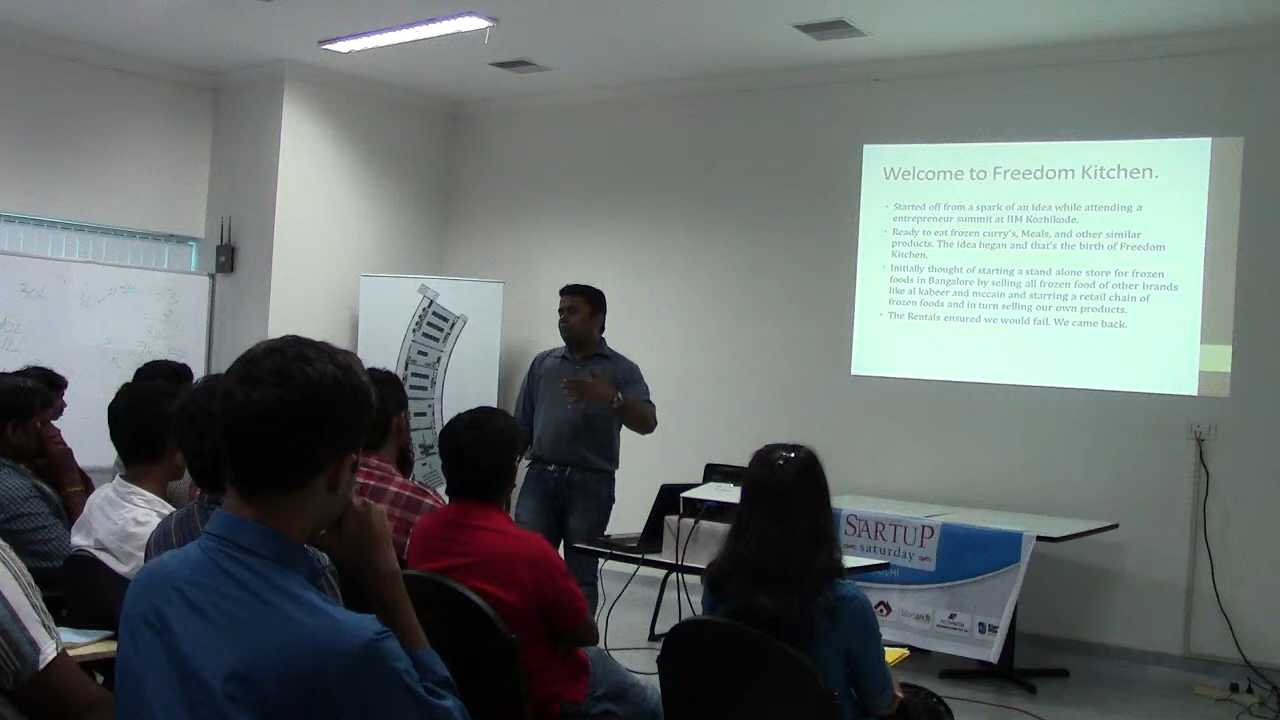 Welcome to Freedom Kitchen.
Started off from a spark of an idea while attending a
entrepreneur summit at IIM Kozhikode.
Ready to eat frozen curry's, Meals, and other similar
products. The idea began and that's the birth of Freedom
Kitchen.
Initially thought of starting a stand alone store for frozen
foods in Bangalore by selling all frozen food of other brands
like al kabeer and mccain and starring a retail chain of
frozen foods and in turn selling our own products.
The Rentals ensured we would fail. We came back.
STARTUP
saturday